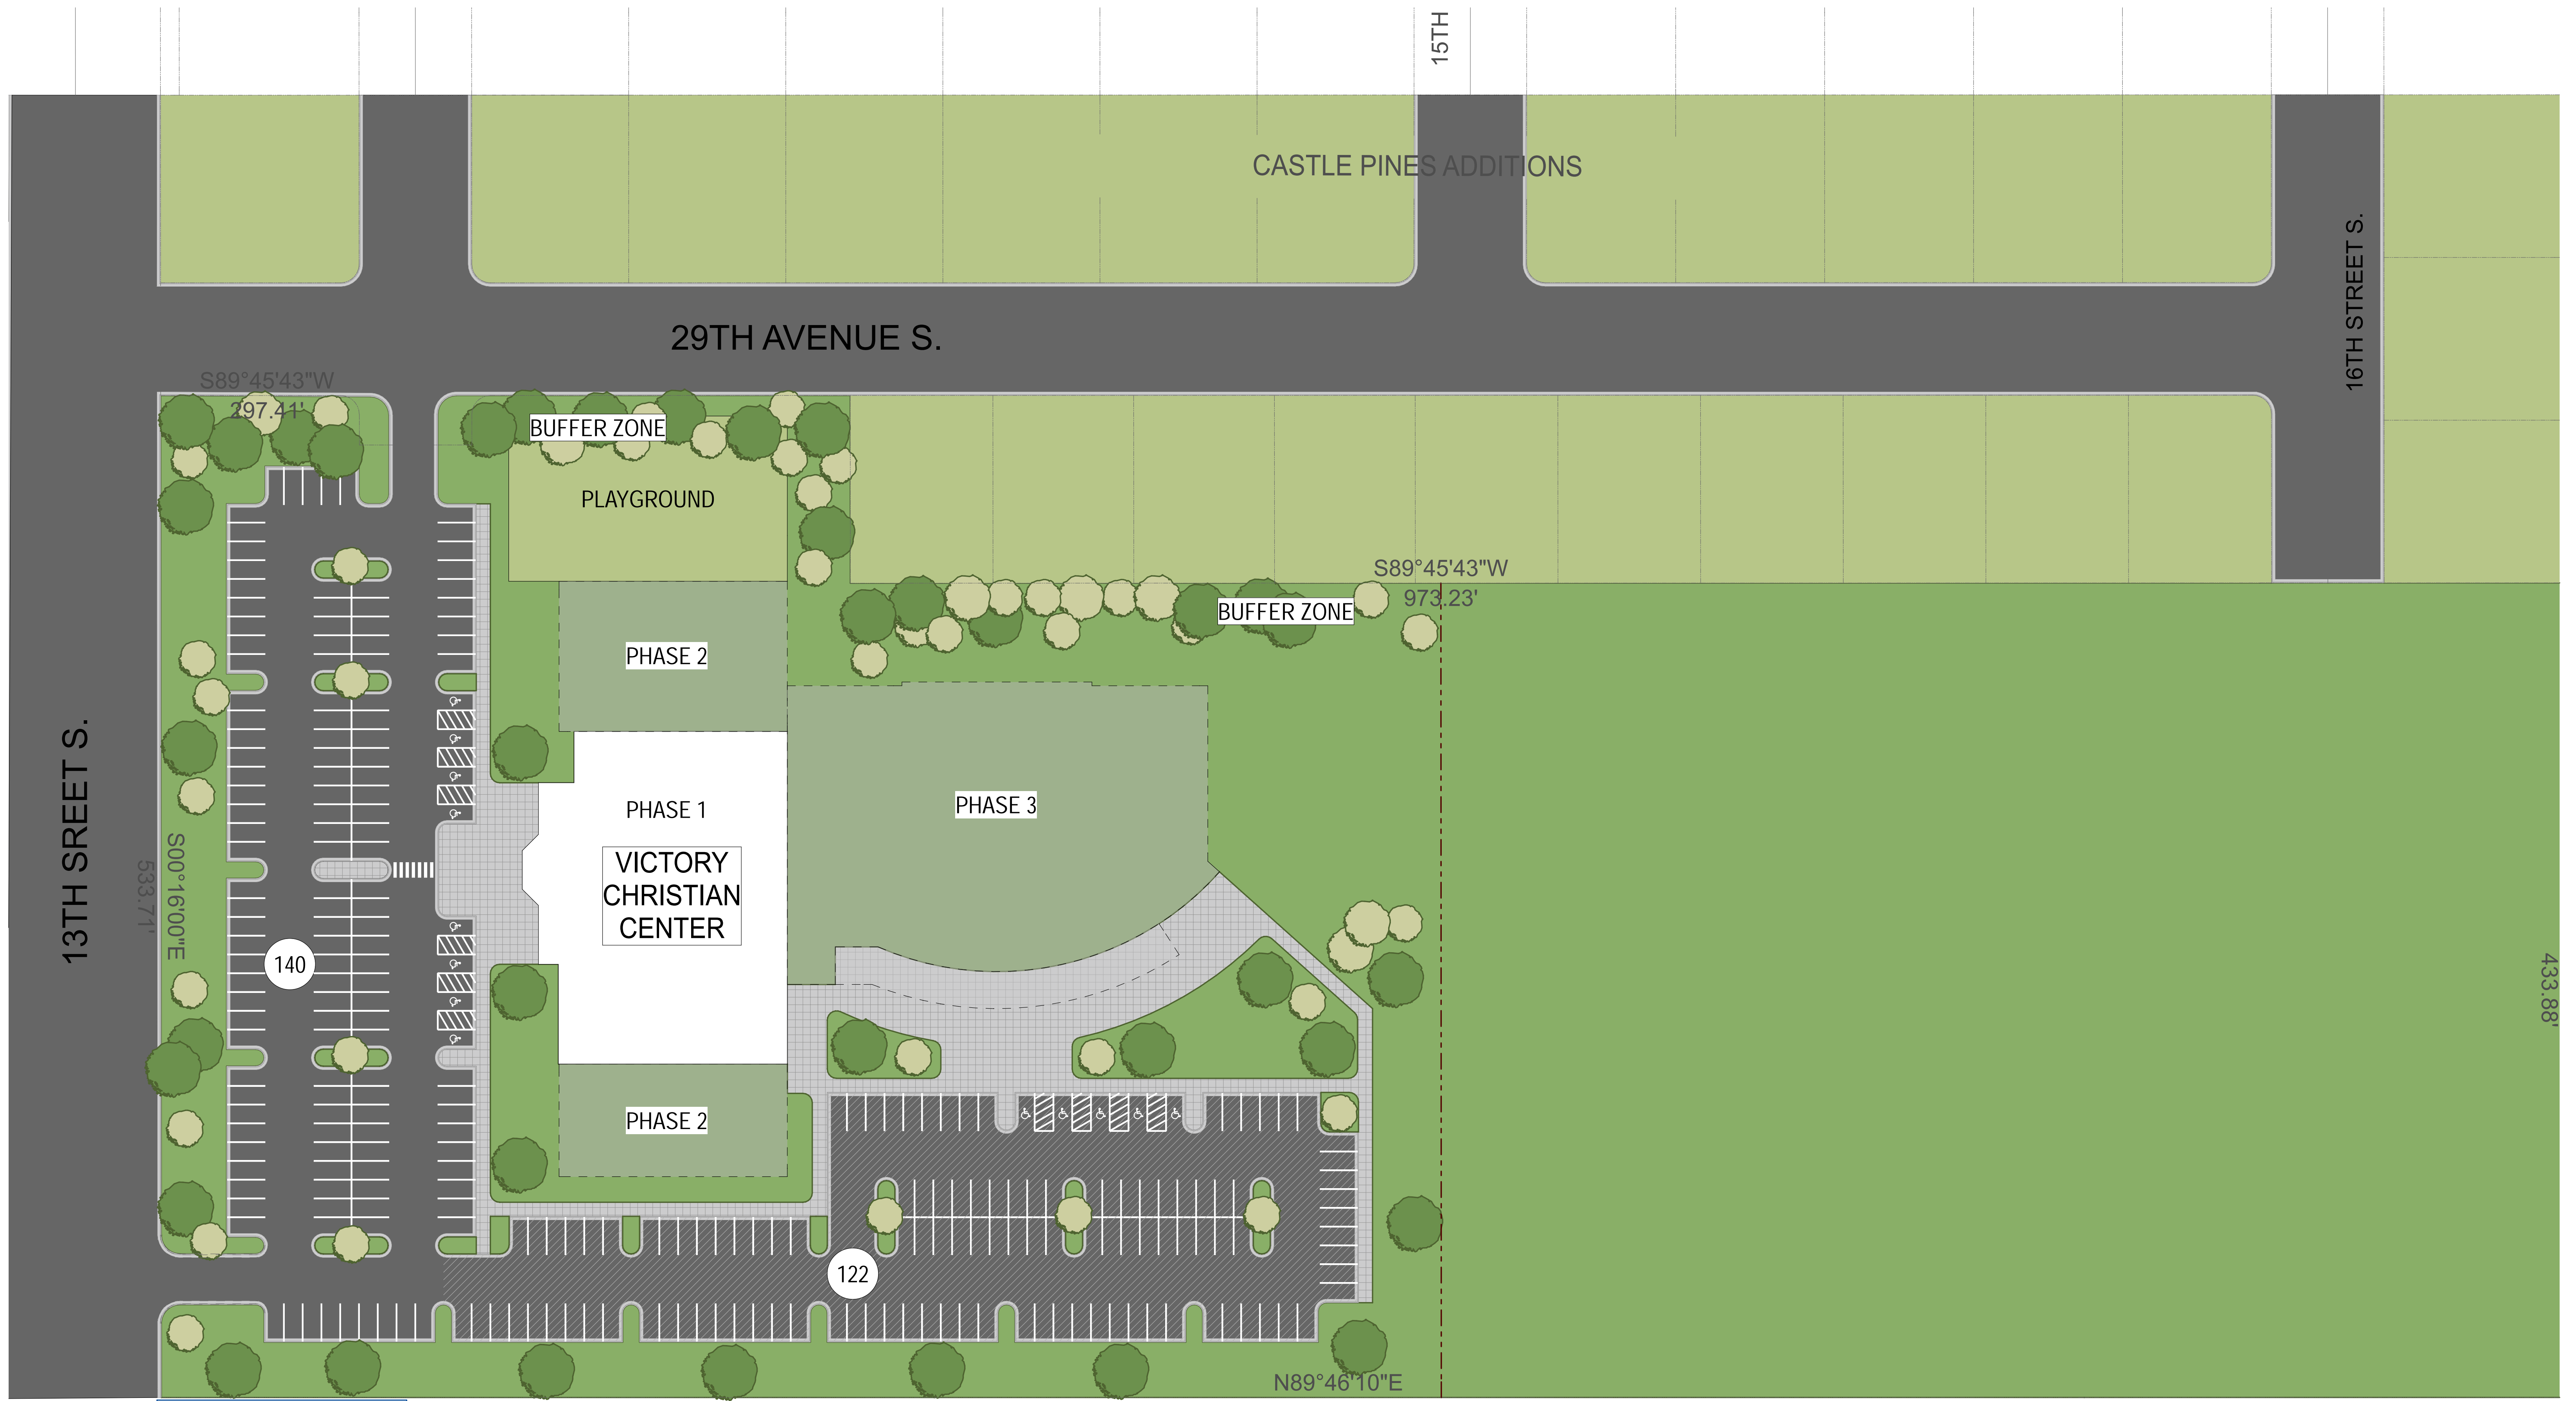 15TH
CASTLE PINES ADDITIONS
16TH STREET S.
29TH AVENUE S.
S89°45'43"W
297.41'
BUFFER ZONE
PLAYGROUND
S89°45'43"W
973.23'
BUFFER ZONE
PHASE 2
PHASE 1
PHASE 3
VICTORY
CHRISTIAN
CENTER
13TH SREET S.
S00°16'00"E
533.71'
140
433.88'
PHASE 2
122
N89°46'10"E